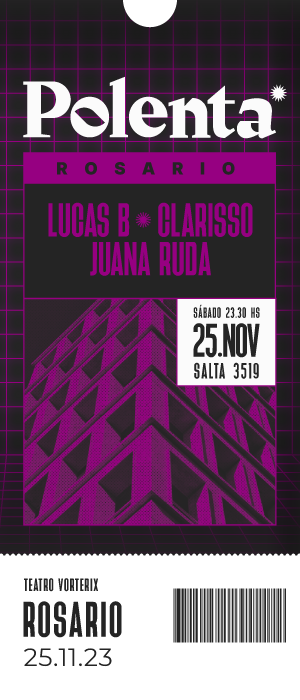 Polenta
ROSARIO
LUCAS B ✺ CLARISSO
JUANA RUDA
SÁBADO 23.30 HS
25.NOV
SALTA 3519
TEATRO VORTERIX
ROSARIO
25.11.23